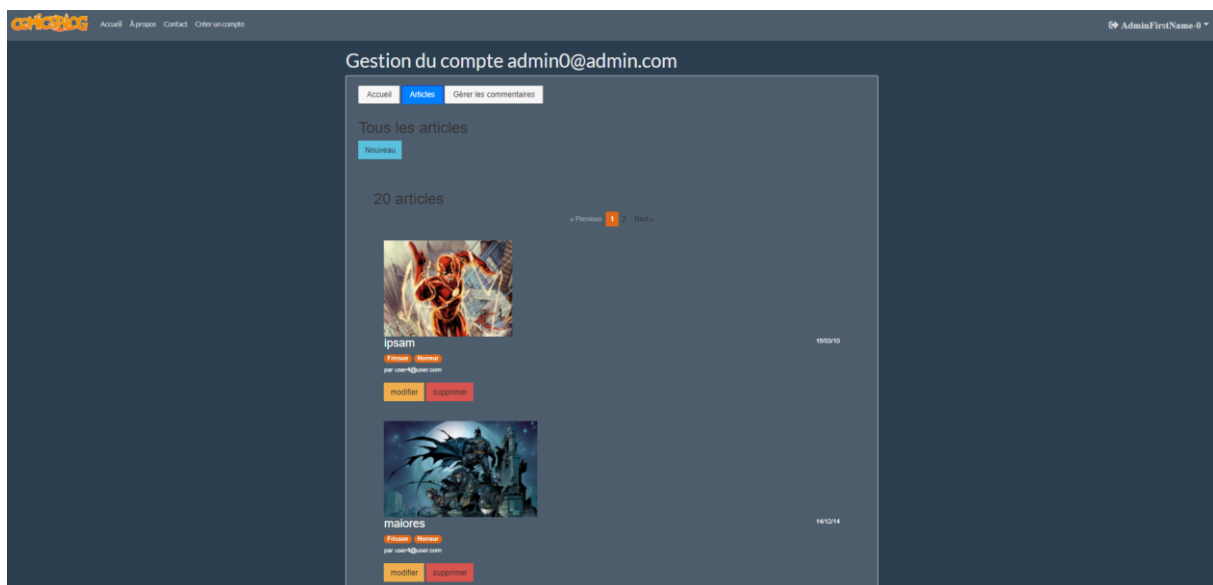 COMICSBLOG Accueil À propos Contact Créer un compte AdminFirstName-0
Gestion du compte admin0@admin.com
Accueil Articles Gérer les commentaires
Tous les articles
Nouveau
20 articles
« Previous 1 2 Next »
ipsam 15/03/10
Frisson Horreur
par user4@user.com
modifier supprimer
maiores 14/12/14
Frisson Horreur
par user4@user.com
modifier supprimer